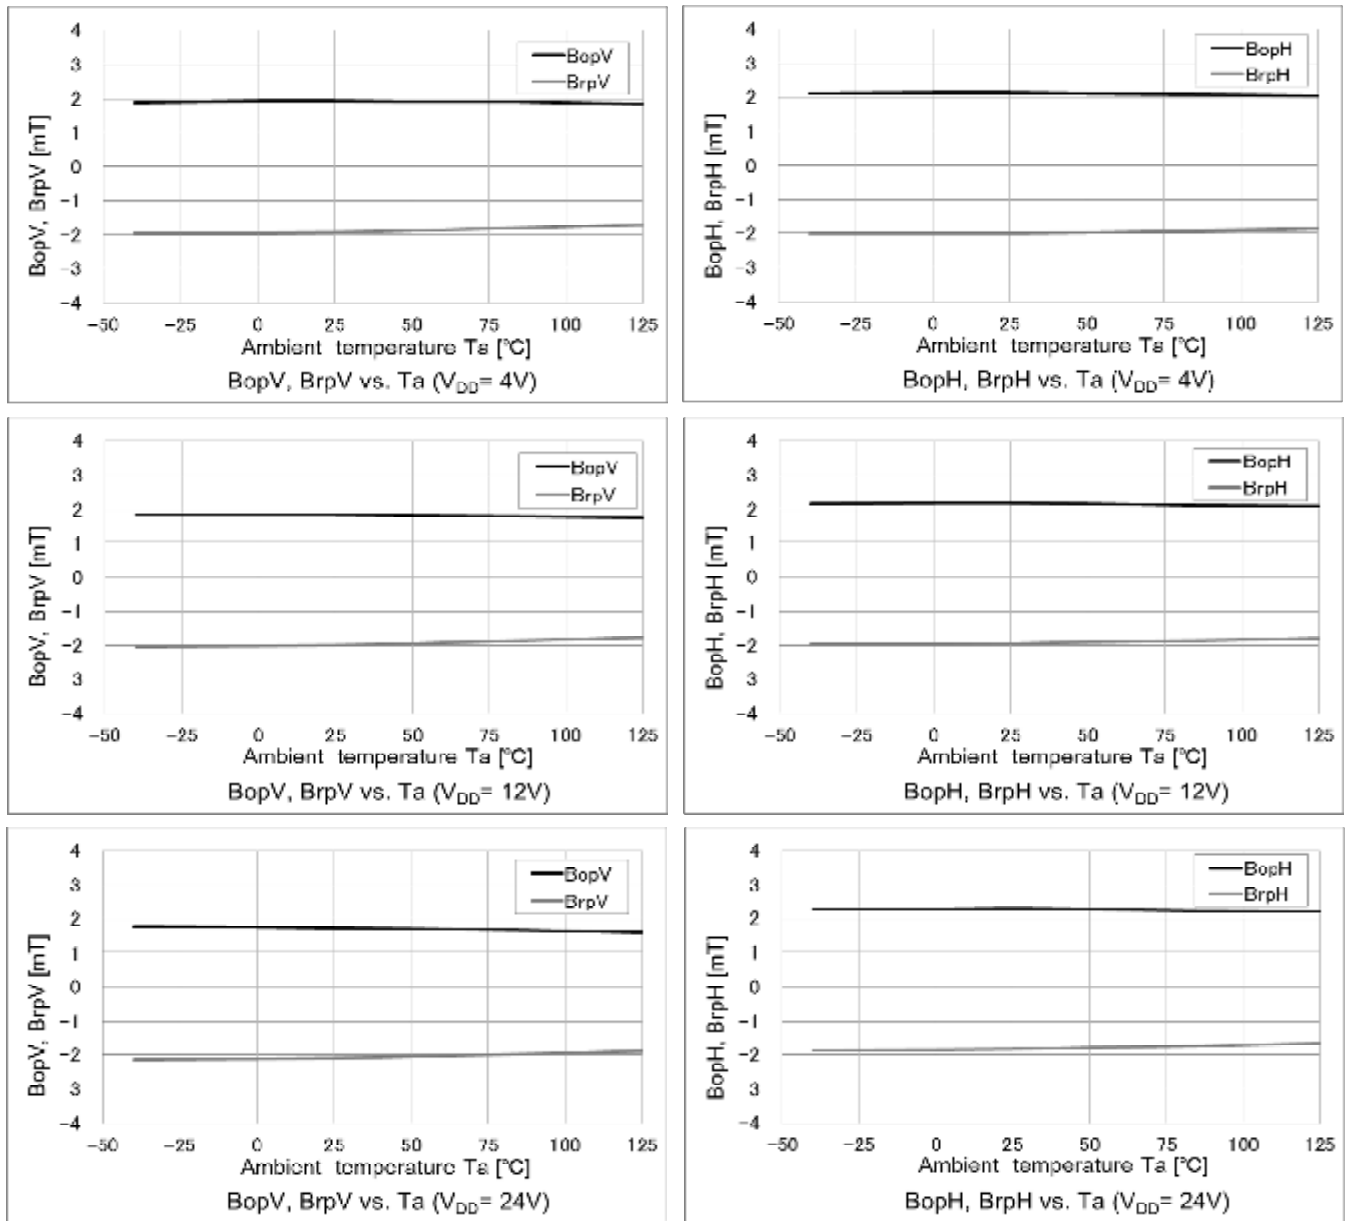 4
3
2
1
0
-1
-2
-3
-4
BopV, BrpV [mT]
BopV
BrpV
-50 -25 0 25 50 75 100 125
Ambient temperature Ta [°C]
BopV, BrpV vs. Ta (VDD= 4V)
4
3
2
1
0
-1
-2
-3
-4
BopH, BrpH [mT]
BopH
BrpH
-50 -25 0 25 50 75 100 125
Ambient temperature Ta [°C]
BopH, BrpH vs. Ta (VDD= 4V)
4
3
2
1
0
-1
-2
3
-4
BopV, BrpV [mT]
BopV
BrpV
-50 -25 0 25 50 75 100 125
Ambient temperature Ta [°C]
BopV, BrpV vs. Ta (VDD= 12V)
4
3
2
1
0
-1
-2
3
-4
BopH, BrpH [mT]
BopH
BrpH
-50 -25 0 25 50 75 100 125
Ambient temperature Ta [°C]
BopH, BrpH vs. Ta (VDD= 12V)
4
3
2
1
0
-1
-2
3
-4
BopV, BrpV [mT]
BopV
BrpV
-50 -25 0 25 50 75 100 125
Ambient temperature Ta [°C]
BopV, BrpV vs. Ta (VDD= 24V)
4
3
2
1
0
-1
-2
3
-4
BopH, BrpH [mT]
BopH
BrpH
-50 -25 0 25 50 75 100 125
Ambient temperature Ta [°C]
BopH, BrpH vs. Ta (VDD= 24V)